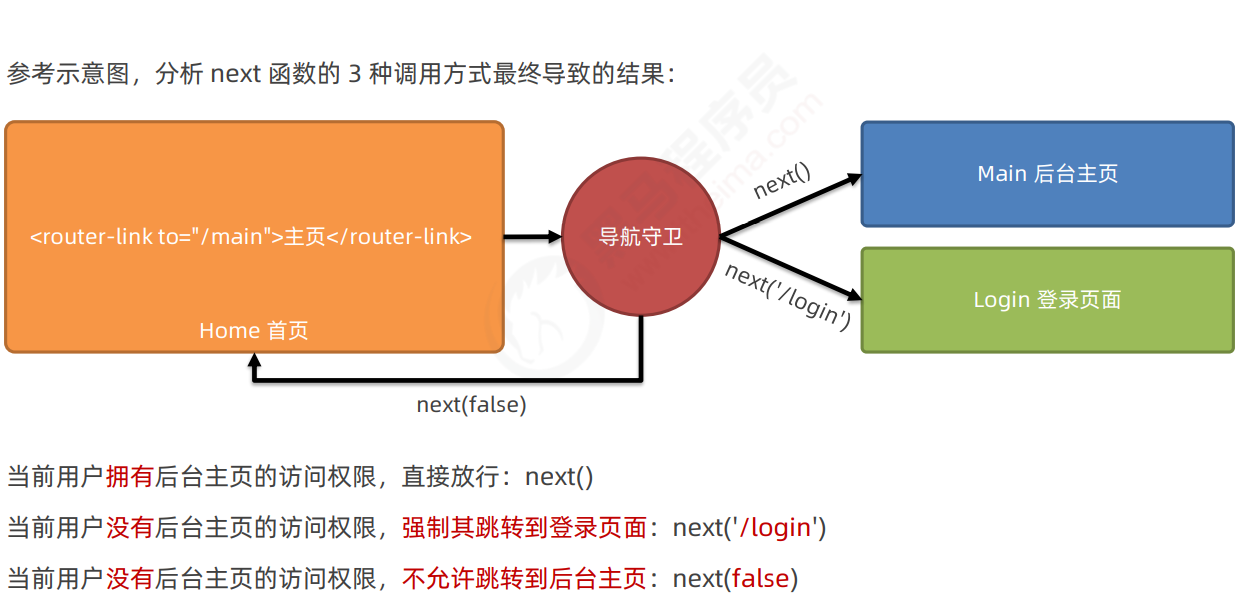 参考示意图，分析 next 函数的 3 种调用方式最终导致的结果：
<router-link to="/main">主页</router-link>
Home 首页
导航守卫
next()
Main 后台主页
next('/login')
Login 登录页面
next(false)
当前用户拥有后台主页的访问权限，直接放行：next()
当前用户没有后台主页的访问权限，强制其跳转到登录页面：next('/login')
当前用户没有后台主页的访问权限，不允许跳转到后台主页：next(false)